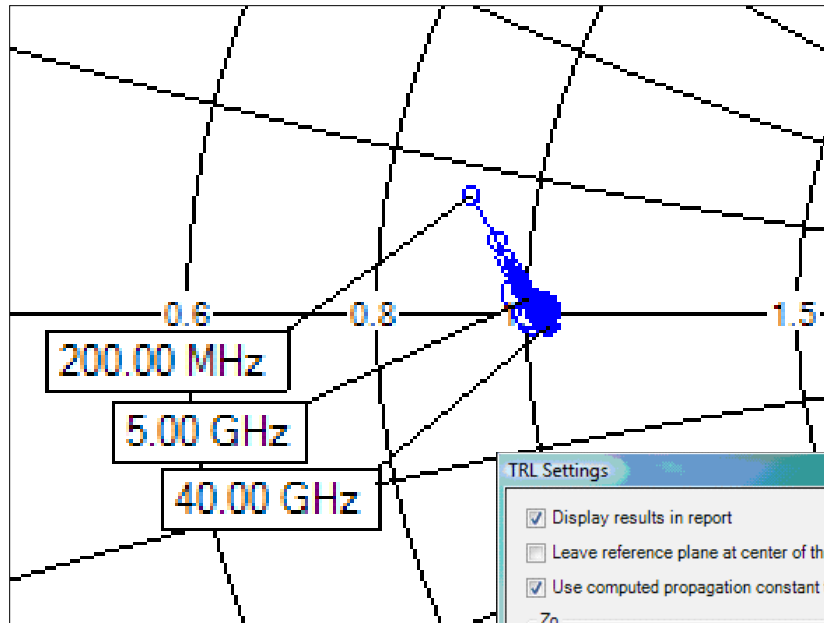 0.6 0.8 1 1.5
200.00 MHz
5.00 GHz
40.00 GHz
TRL Settings
Display results in report
Leave reference plane at center of th
Use computed propagation constant
Zo